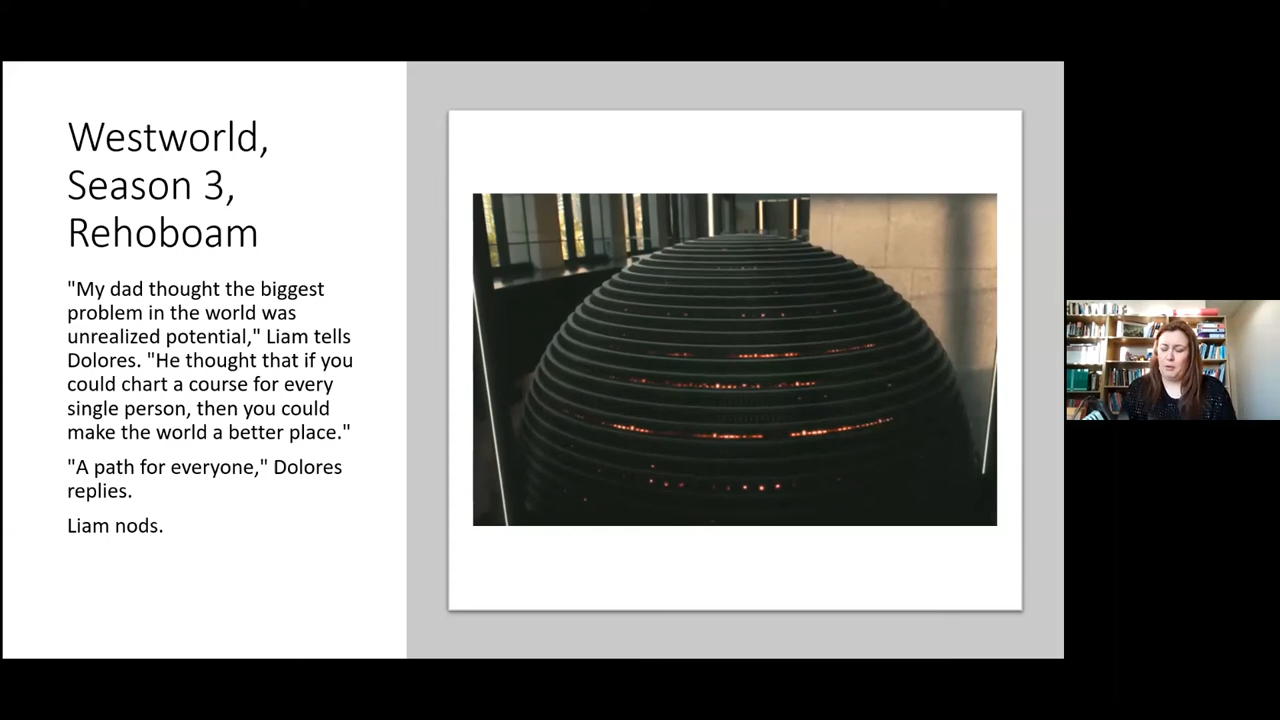 Westworld,
Season 3,
Rehoboam
"My dad thought the biggest
problem in the world was
unrealized potential," Liam tells
Dolores. "He thought that if you
could chart a course for every
single person, then you could
make the world a better place."
"A path for everyone," Dolores
replies.
Liam nods.